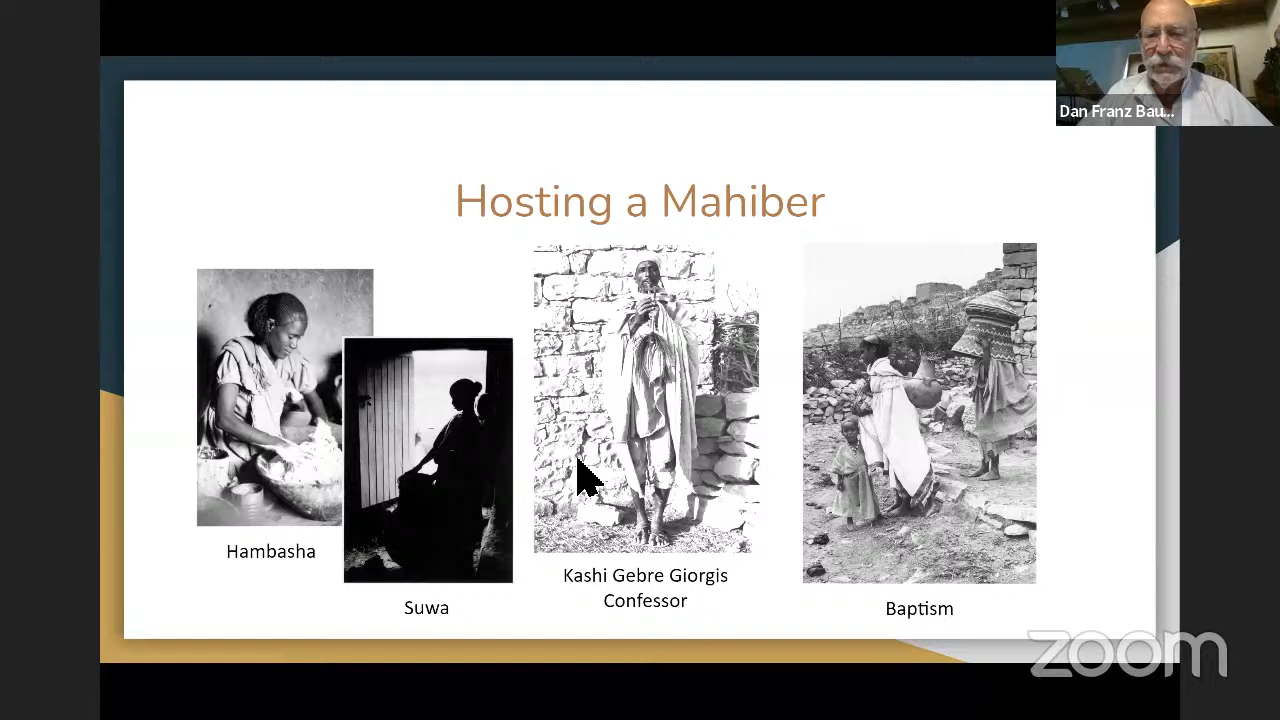 Dan Franz Bau...
Hosting a Mahiber
Hambasha
Suwa
Kashi Gebre Giorgis
Confessor
Baptism
zoom